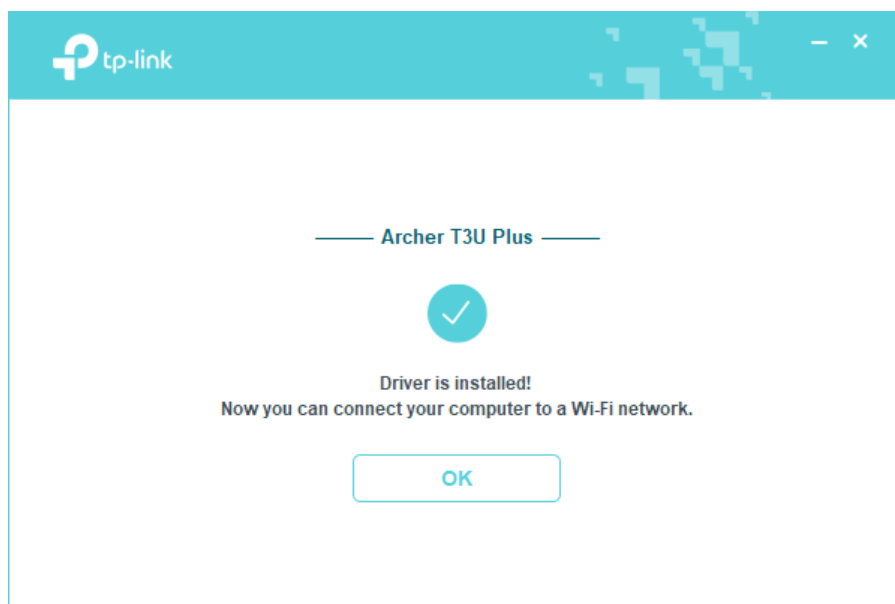 tp-link
Archer T3U Plus
Driver is installed!
Now you can connect your computer to a Wi-Fi network.
OK